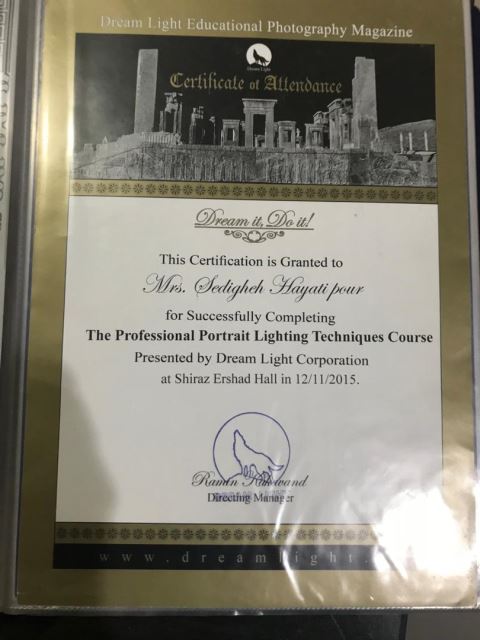 Dream Light Educational Photography Magazine
Dream Light
Certificate of Attendance
Dream it, Do it!
This Certification is Granted to
Mrs. Sedigheh Hayati pour
for Successfully Completing
The Professional Portrait Lighting Techniques Course
Presented by Dream Light Corporation
at Shiraz Ershad Hall in 12/11/2015.
Ramin
Directing Manager
www.dreamlight.